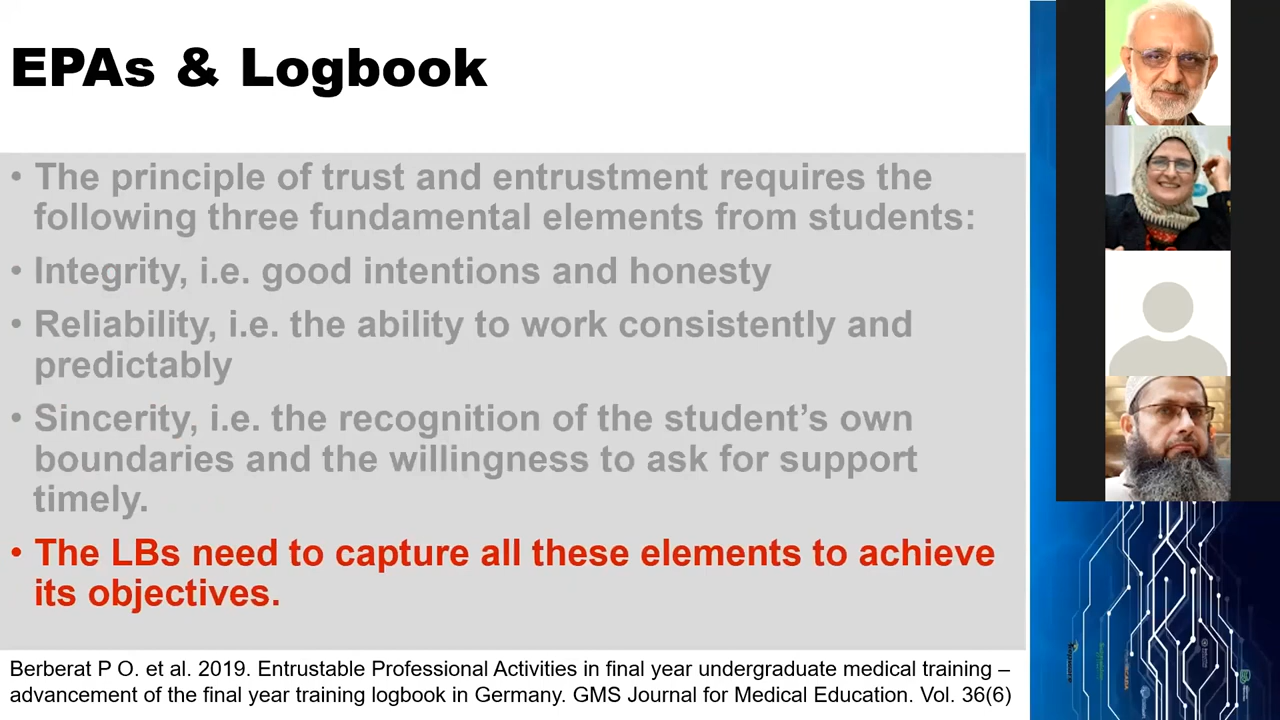 EPAs & Logbook
• The principle of trust and entrustment requires the
following three fundamental elements from students:
• Integrity, i.e. good intentions and honesty
• Reliability, i.e. the ability to work consistently and
predictably
• Sincerity, i.e. the recognition of the student’s own
boundaries and the willingness to ask for support
timely.
• The LBs need to capture all these elements to achieve
its objectives.
Berberat P O. et al. 2019. Entrustable Professional Activities in final year undergraduate medical training –
advancement of the final year training logbook in Germany. GMS Journal for Medical Education. Vol. 36(6)